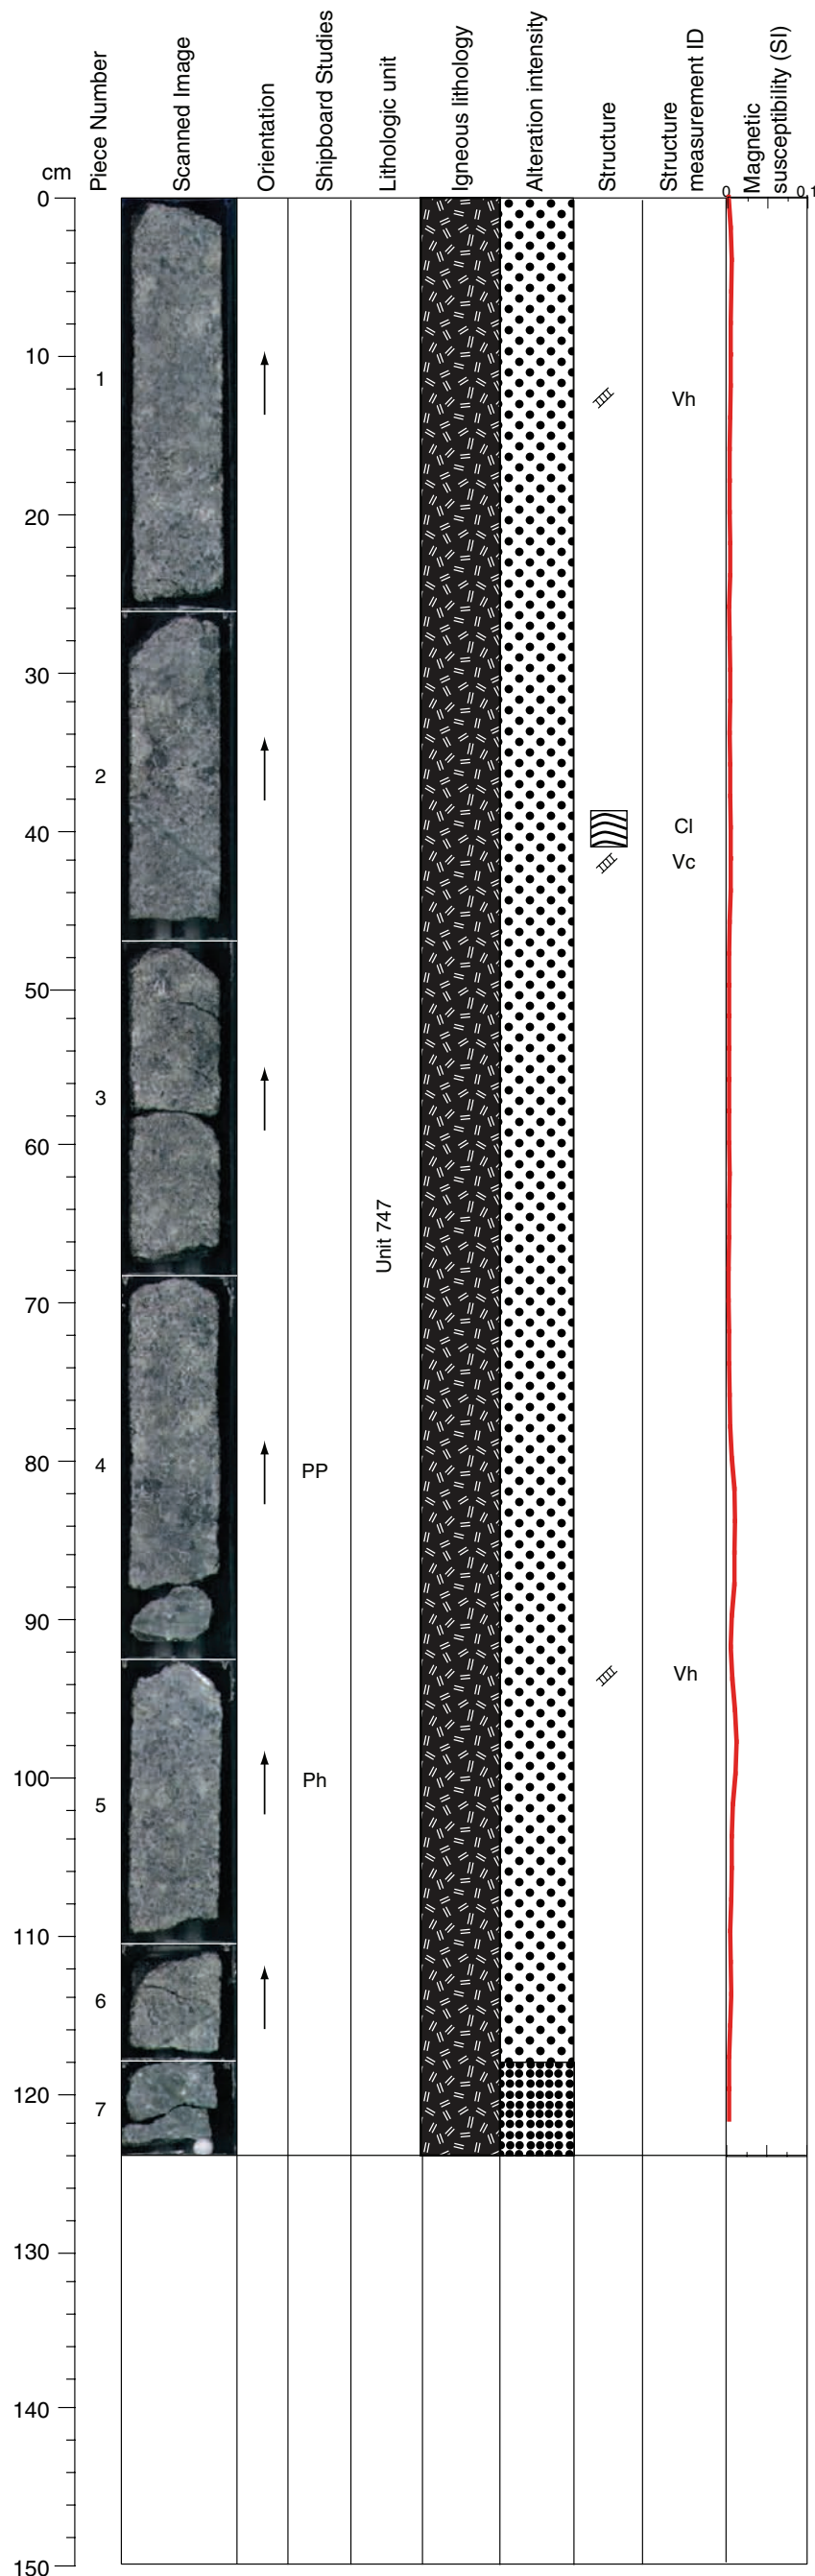 cm
Piece Number
Scanned Image
Orientation
Shipboard Studies
Lithologic unit
Igneous lithology
Alteration intensity
Structure
Structure
measurement ID
Magnetic
susceptibility (SI)
0 0.1
0
10
1
Vh
20
30
2
40
Cl
Vc
50
3
60
Unit 747
70
80
4
PP
90
Vh
100
5
Ph
110
6
120
7
130
140
150